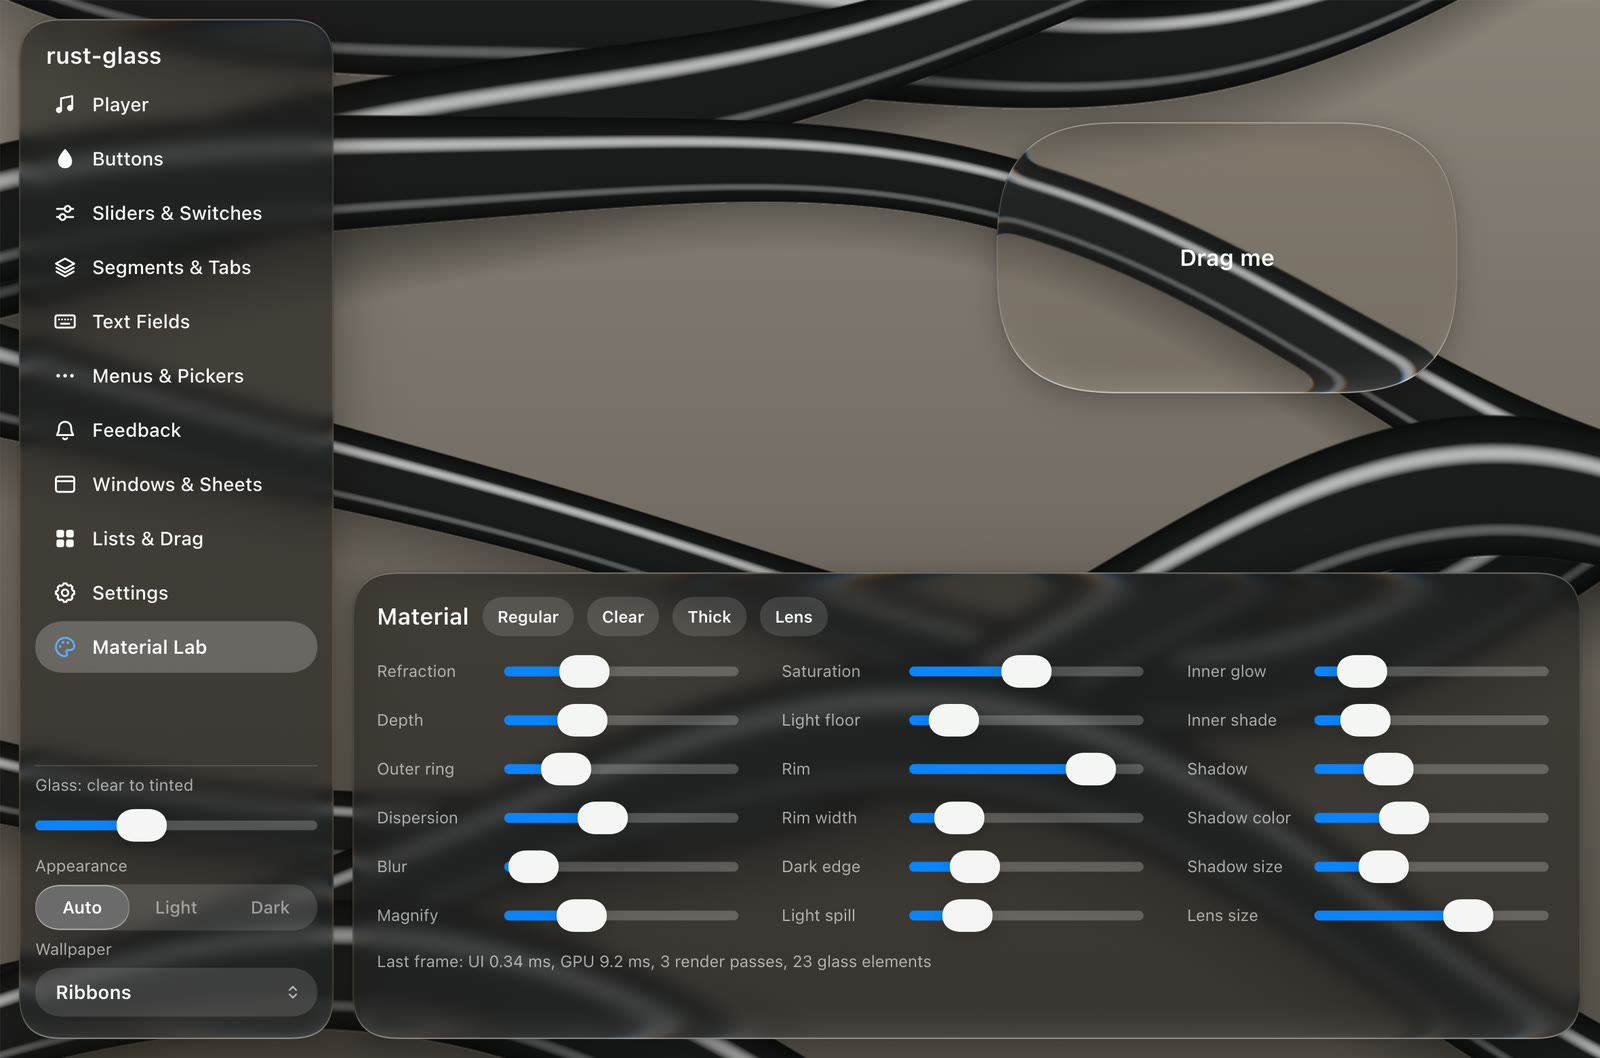 rust-glass
Player
Buttons
Sliders & Switches
Segments & Tabs
Text Fields
Menus & Pickers
Feedback
Windows & Sheets
Lists & Drag
Settings
Material Lab
Glass: clear to tinted
Appearance
Auto Light Dark
Wallpaper
Ribbons
Drag me
Material Regular Clear Thick Lens
Refraction Saturation Inner glow
Depth Light floor Inner shade
Outer ring Rim Shadow
Dispersion Rim width Shadow color
Blur Dark edge Shadow size
Magnify Light spill Lens size
Last frame: UI 0.34 ms, GPU 9.2 ms, 3 render passes, 23 glass elements